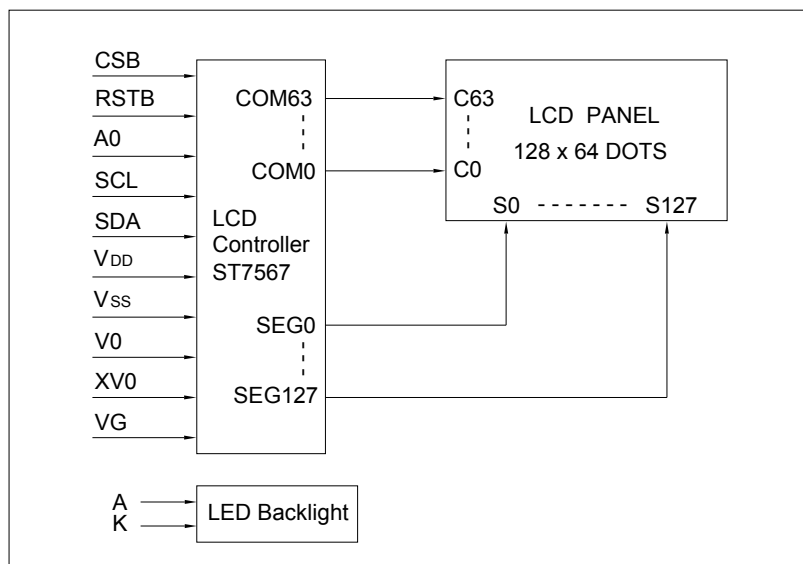 CSB
RSTB
A0
SCL
SDA
VDD
VSS
V0
XV0
VG
COM63
COM0
LCD
Controller
ST7567
SEG0
SEG127
C63
C0
LCD PANEL
128 x 64 DOTS
S0 ------- S127
A
K
LED Backlight